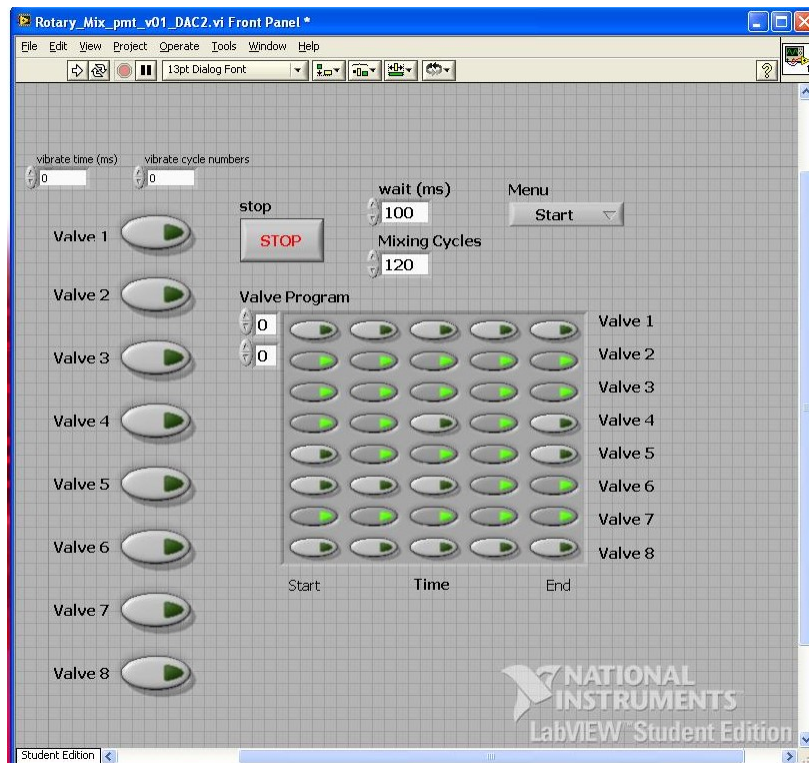 Rotary_Mix_pmt_v01_DAC2.vi Front Panel *
File Edit View Project Operate Tools Window Help
13pt Dialog Font
?
vibrate time (ms)
0
vibrate cycle numbers
0
stop
STOP
wait (ms)
100
Mixing Cycles
120
Menu
Start
Valve 1
Valve 2
Valve 3
Valve 4
Valve 5
Valve 6
Valve 7
Valve 8
Valve Program
0
0
Valve 1
Valve 2
Valve 3
Valve 4
Valve 5
Valve 6
Valve 7
Valve 8
Start Time End
NATIONAL
INSTRUMENTS
LabVIEW™ Student Edition
Student Edition